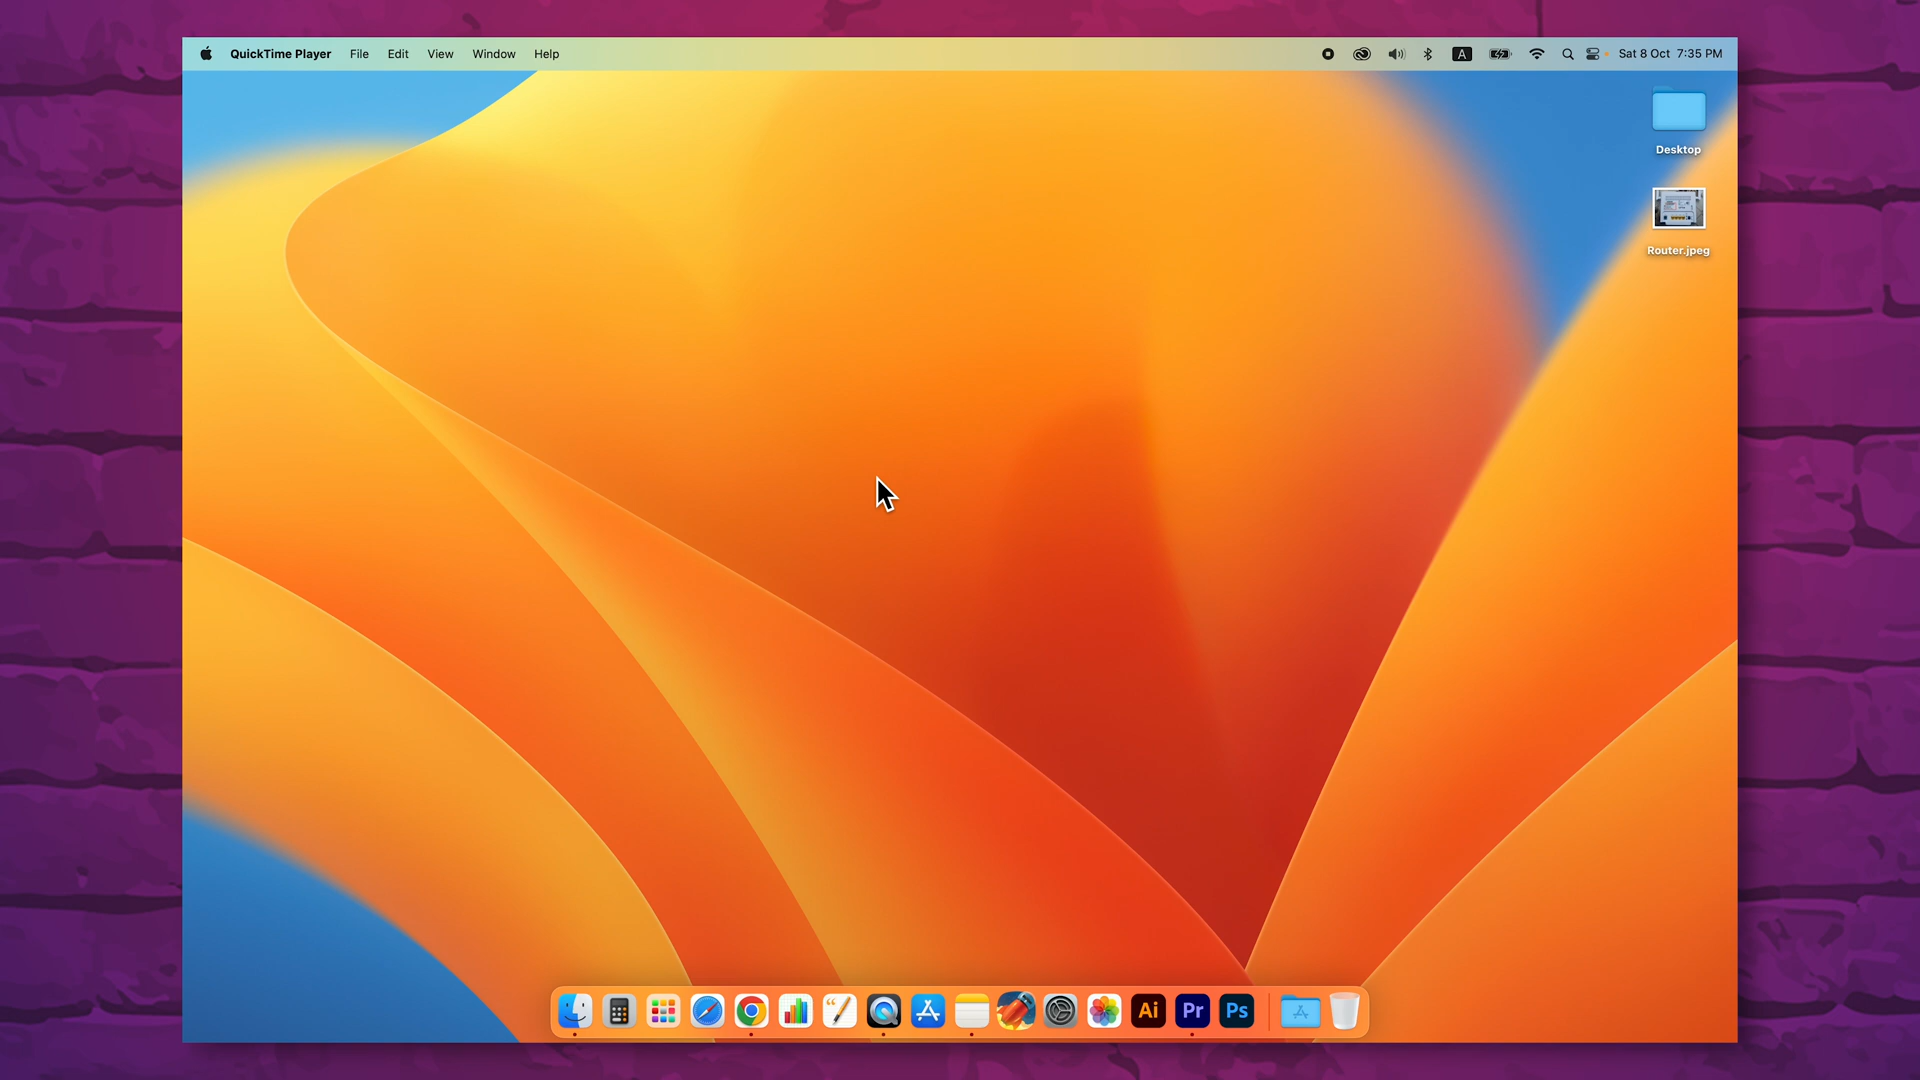 QuickTime Player File Edit View Window Help A Sat 8 Oct 7:35 PM
Desktop
Router.jpeg
Ai Pr Ps